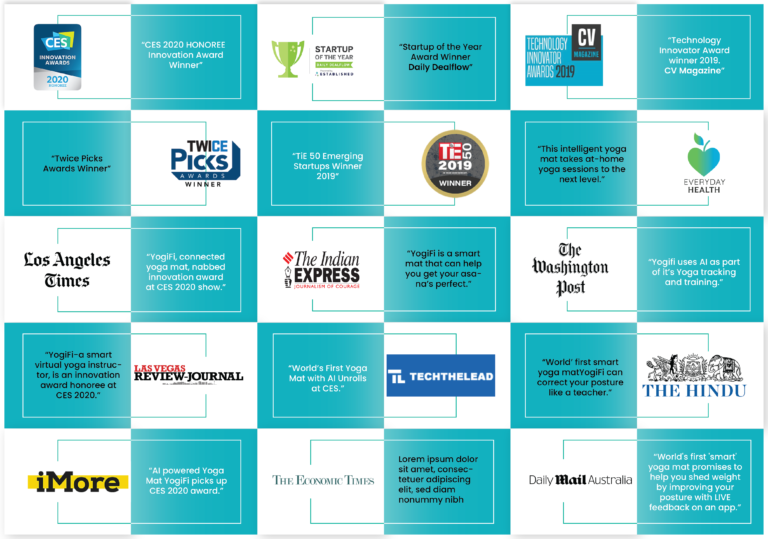 CES
INNOVATION
AWARDS
2020
HONOREE
“CES 2020 HONOREE
Innovation Award
Winner”
STARTUP
OF THE YEAR
DAILY DEALFLOW
ESTABLISHED
“Startup of the Year
Award Winner
Daily Dealflow”
TECHNOLOGY
INNOVATOR
AWARDS 2019
CV
MAGAZINE
“Technology
Innovator Award
winner 2019.
CV Magazine”
“Twice Picks
Awards Winner”
TWICE
Picks
AWARDS
WINNER
“TiE 50 Emerging
Startups Winner
2019”
TiE50
2019
WINNER
“This intelligent yoga
mat takes at-home
yoga sessions to the
next level.”
EVERYDAY
HEALTH
Los Angeles
Times
“YogiFi, connected
yoga mat, nabbed
innovation award
at CES 2020 show.”
The Indian
EXPRESS
JOURNALISM OF COURAGE
“YogiFi is a smart
mat that can help
you get your asa-
na’s perfect.”
The
Washington
Post
“Yogifi uses AI as part
of it’s Yoga tracking
and training.”
“YogiFi-a smart
virtual yoga instruc-
tor, is an innovation
award honoree at
CES 2020.”
LAS VEGAS
REVIEW-JOURNAL
“World’s First Yoga
Mat with AI Unrolls
at CES.”
TL TECHTHELEAD
“World’ first smart
yoga matYogiFi can
correct your posture
like a teacher.”
THE HINDU
iMore
“AI powered Yoga
Mat YogiFi picks up
CES 2020 award.”
THE ECONOMIC TIMES
Lorem ipsum dolor
sit amet, consec-
tetuer adipiscing
elit, sed diam
nonummy nibh
Daily Mail Australia
“World's first 'smart'
yoga mat promises to
help you shed weight
by improving your
posture with LIVE
feedback on an app.”